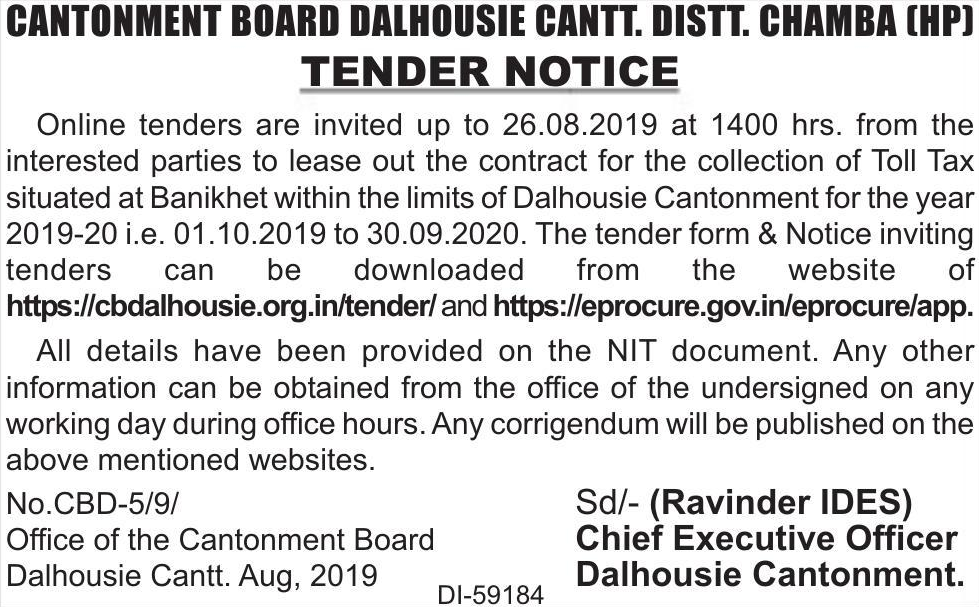 CANTONMENT BOARD DALHOUSIE CANTT. DISTT. CHAMBA (HP)
TENDER NOTICE
Online tenders are invited up to 26.08.2019 at 1400 hrs. from the
interested parties to lease out the contract for the collection of Toll Tax
situated at Banikhet within the limits of Dalhousie Cantonment for the year
2019-20 i.e. 01.10.2019 to 30.09.2020. The tender form & Notice inviting
tenders can be downloaded from the website of
https://cbdalhousie.org.in/tender/ and https://eprocure.gov.in/eprocure/app.
All details have been provided on the NIT document. Any other
information can be obtained from the office of the undersigned on any
working day during office hours. Any corrigendum will be published on the
above mentioned websites.
No.CBD-5/9/
Office of the Cantonment Board
Dalhousie Cantt. Aug, 2019
Sd/- (Ravinder IDES)
Chief Executive Officer
Dalhousie Cantonment.
DI-59184